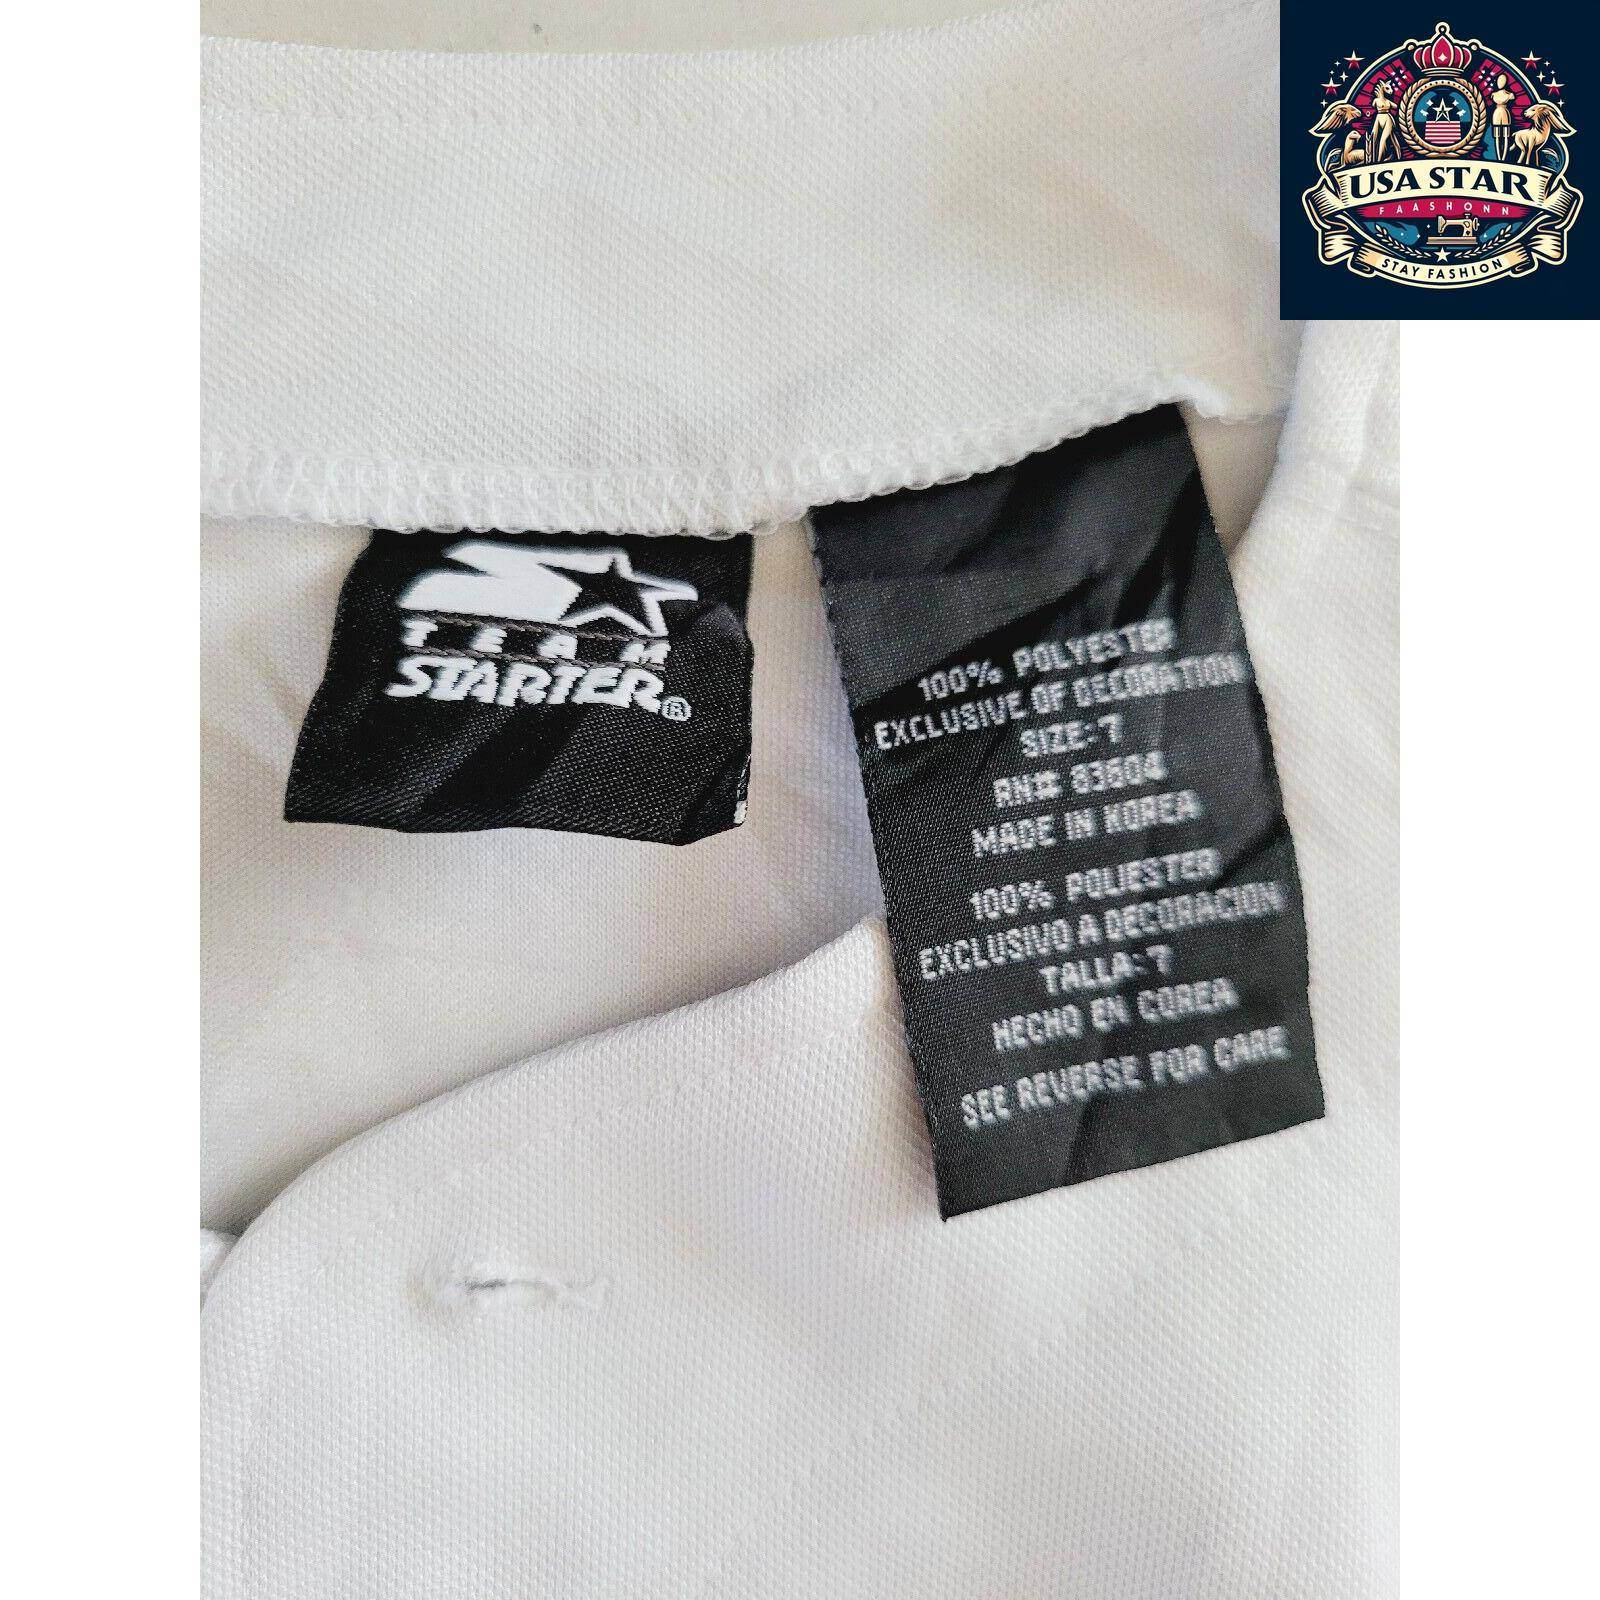 USA STAR
FAASHONN
STAY FASHION
TEAM
STARTER®
100% POLYESTER
EXCLUSIVE OF DECORATION
SIZE: 7
RN# 83804
MADE IN KOREA
100% POLIESTER
EXCLUSIVO A DECORACION
TALLA: 7
HECHO EN COREA
SEE REVERSE FOR CARE